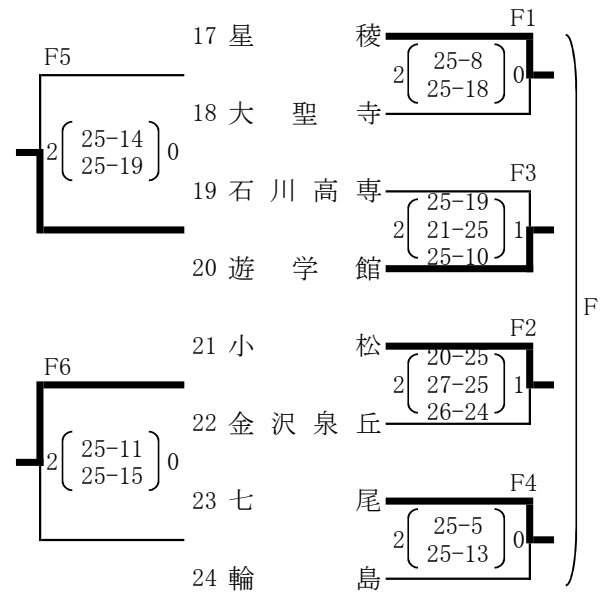 F1
17 星 稜
F5
2 25-8 0
25-18
18 大 聖 寺
25-14
2 0
25-19
F3
19 石 川 高 専
25-19
2 21-25 1
25-10
20 遊 学 館
F
F2
21 小 松
20-25
F6
2 27-25 1
26-24
22 金 沢 泉 丘
25-11
2 0
25-15
F4
23 七 尾
25-5
2 0
25-13
24 輪 島